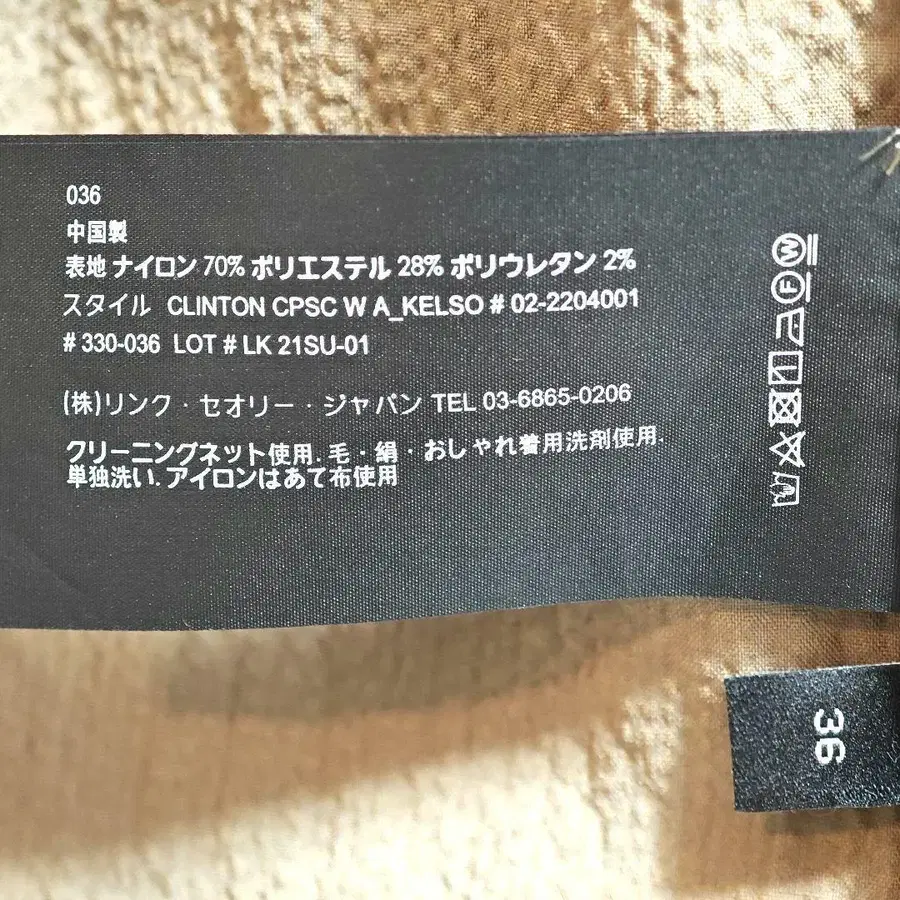 036
中国製
表地 ナイロン 70% ポリエステル 28% ポリウレタン 2%
スタイル CLINTON CPSC W A_KELSO # 02-2204001
# 330-036 LOT # LK 21SU-01
(株)リンク・セオリー・ジャパン TEL 03-6865-0206
クリーニングネット使用.毛・絹・おしゃれ着用洗剤使用.
単独洗い.アイロンはあて布使用
W
F
36